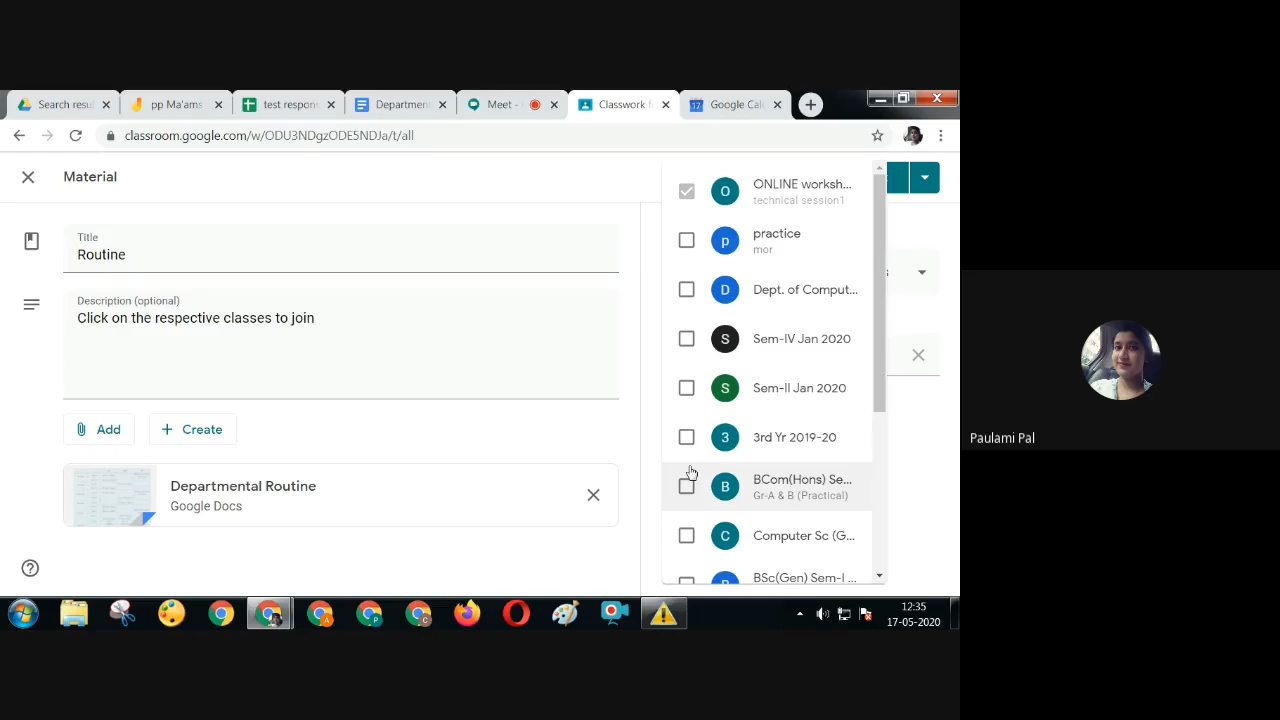 Search resul
pp Ma'ams
test respon
Departmen
Meet -
Classwork f
Google Cal
classroom.google.com/w/ODU3NDgzODE5NDJa/t/all
Material
Title
Routine
Description (optional)
Click on the respective classes to join
Add
Create
Departmental Routine
Google Docs
O
ONLINE worksh...
technical session1
p
practice
mor
D
Dept. of Comput...
S
Sem-IV Jan 2020
S
Sem-II Jan 2020
3
3rd Yr 2019-20
B
BCom(Hons) Se...
Gr-A & B (Practical)
C
Computer Sc (G...
BSc(Gen) Sem-I ...
Paulami Pal
12:35
17-05-2020